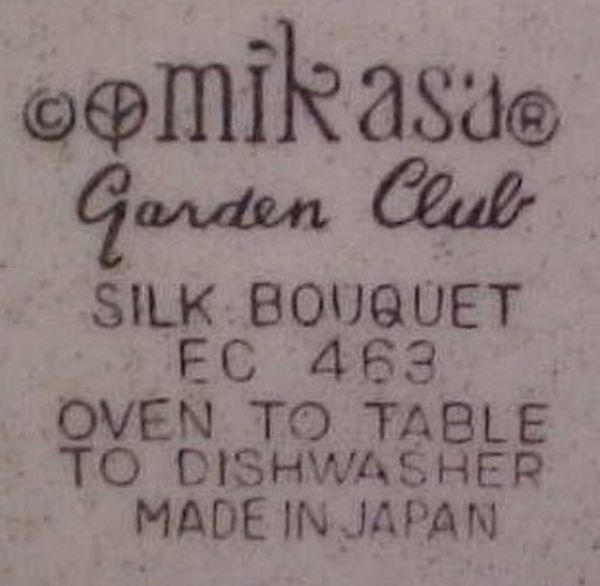 © mikasa ®
Garden Club
SILK BOUQUET
EC 463
OVEN TO TABLE
TO DISHWASHER
MADE IN JAPAN